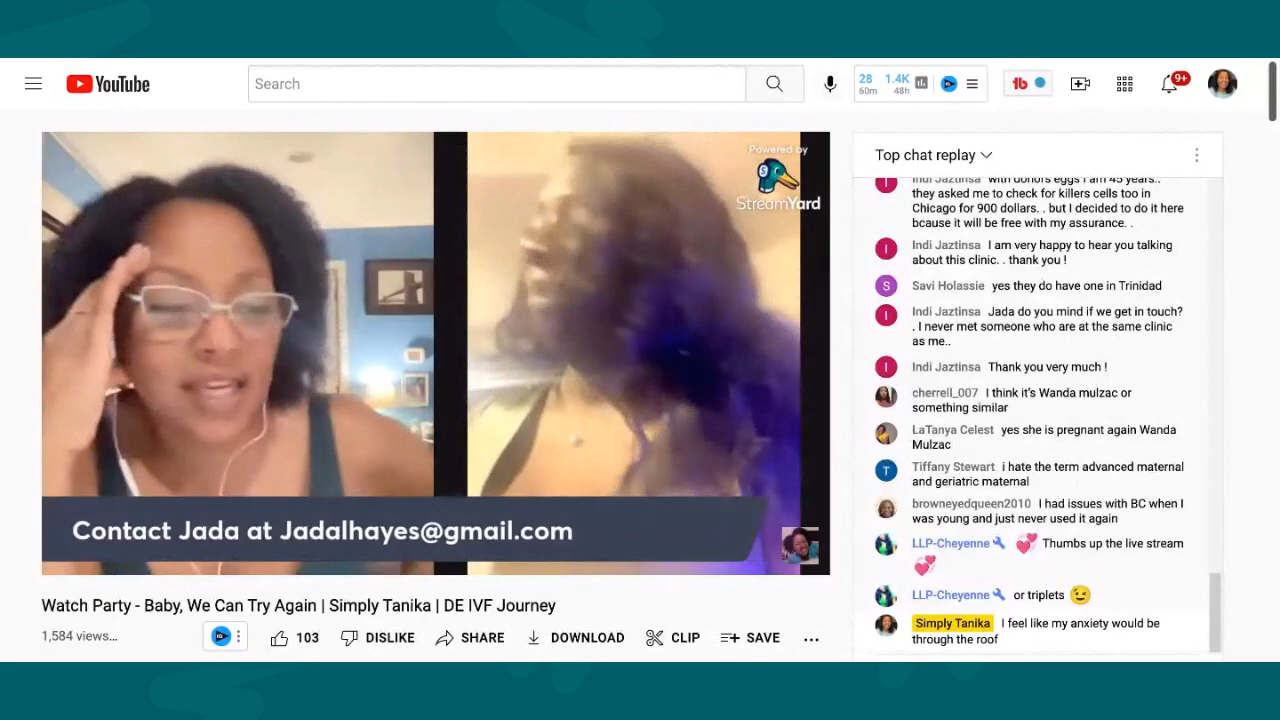 YouTube
Search
28 1.4K
60m 48h
9+
Powered by
StreamYard
Contact Jada at Jadalhayes@gmail.com
Watch Party - Baby, We Can Try Again | Simply Tanika | DE IVF Journey
1,584 views...
103
DISLIKE
SHARE
DOWNLOAD
CLIP
SAVE
Top chat replay
Indi Jaztinsa with donors eggs I am 45 years..
they asked me to check for killers cells too in
Chicago for 900 dollars. . but I decided to do it here
bcause it will be free with my assurance. .
Indi Jaztinsa I am very happy to hear you talking
about this clinic. . thank you !
Savi Holassie yes they do have one in Trinidad
Indi Jaztinsa Jada do you mind if we get in touch?
. I never met someone who are at the same clinic
as me..
Indi Jaztinsa Thank you very much !
cherrell_007 I think it's Wanda mulzac or
something similar
LaTanya Celest yes she is pregnant again Wanda
Mulzac
Tiffany Stewart i hate the term advanced maternal
and geriatric maternal
browneyedqueen2010 I had issues with BC when I
was young and just never used it again
LLP-Cheyenne 💞 Thumbs up the live stream
💞
LLP-Cheyenne or triplets 😉
Simply Tanika I feel like my anxiety would be
through the roof